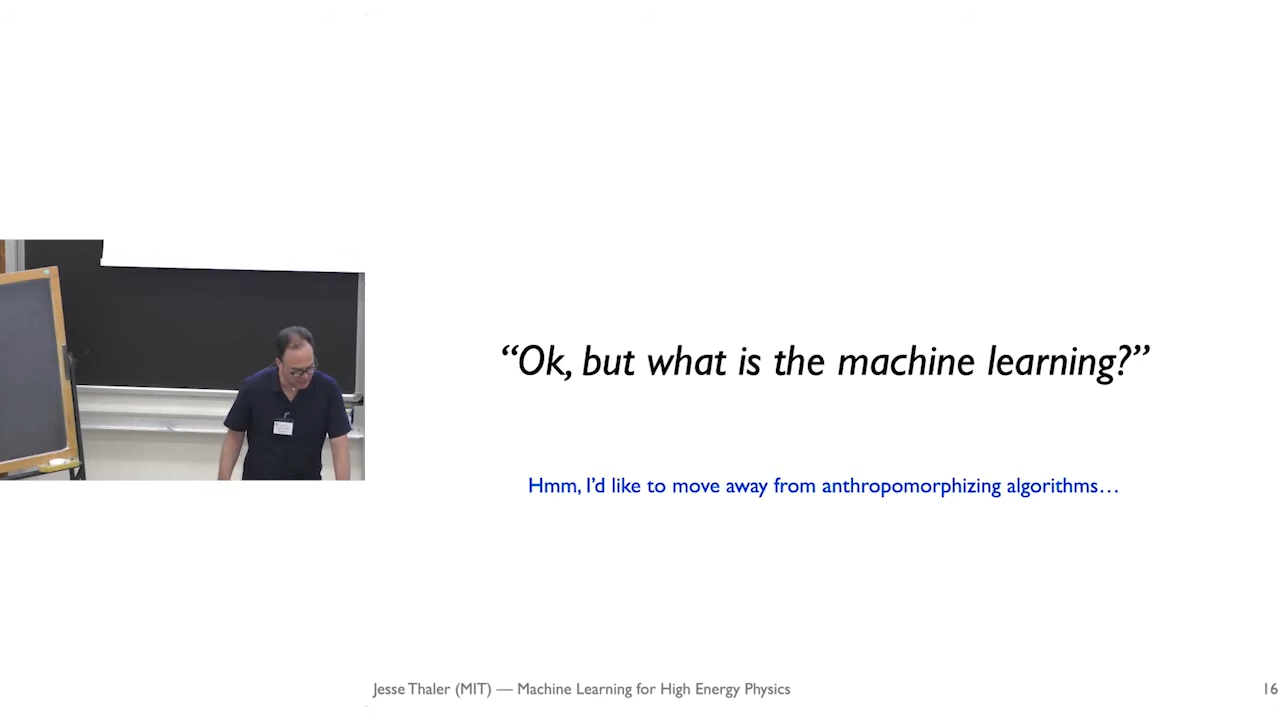 “Ok, but what is the machine learning?”
Hmm, I’d like to move away from anthropomorphizing algorithms…
Jesse Thaler (MIT) — Machine Learning for High Energy Physics
16